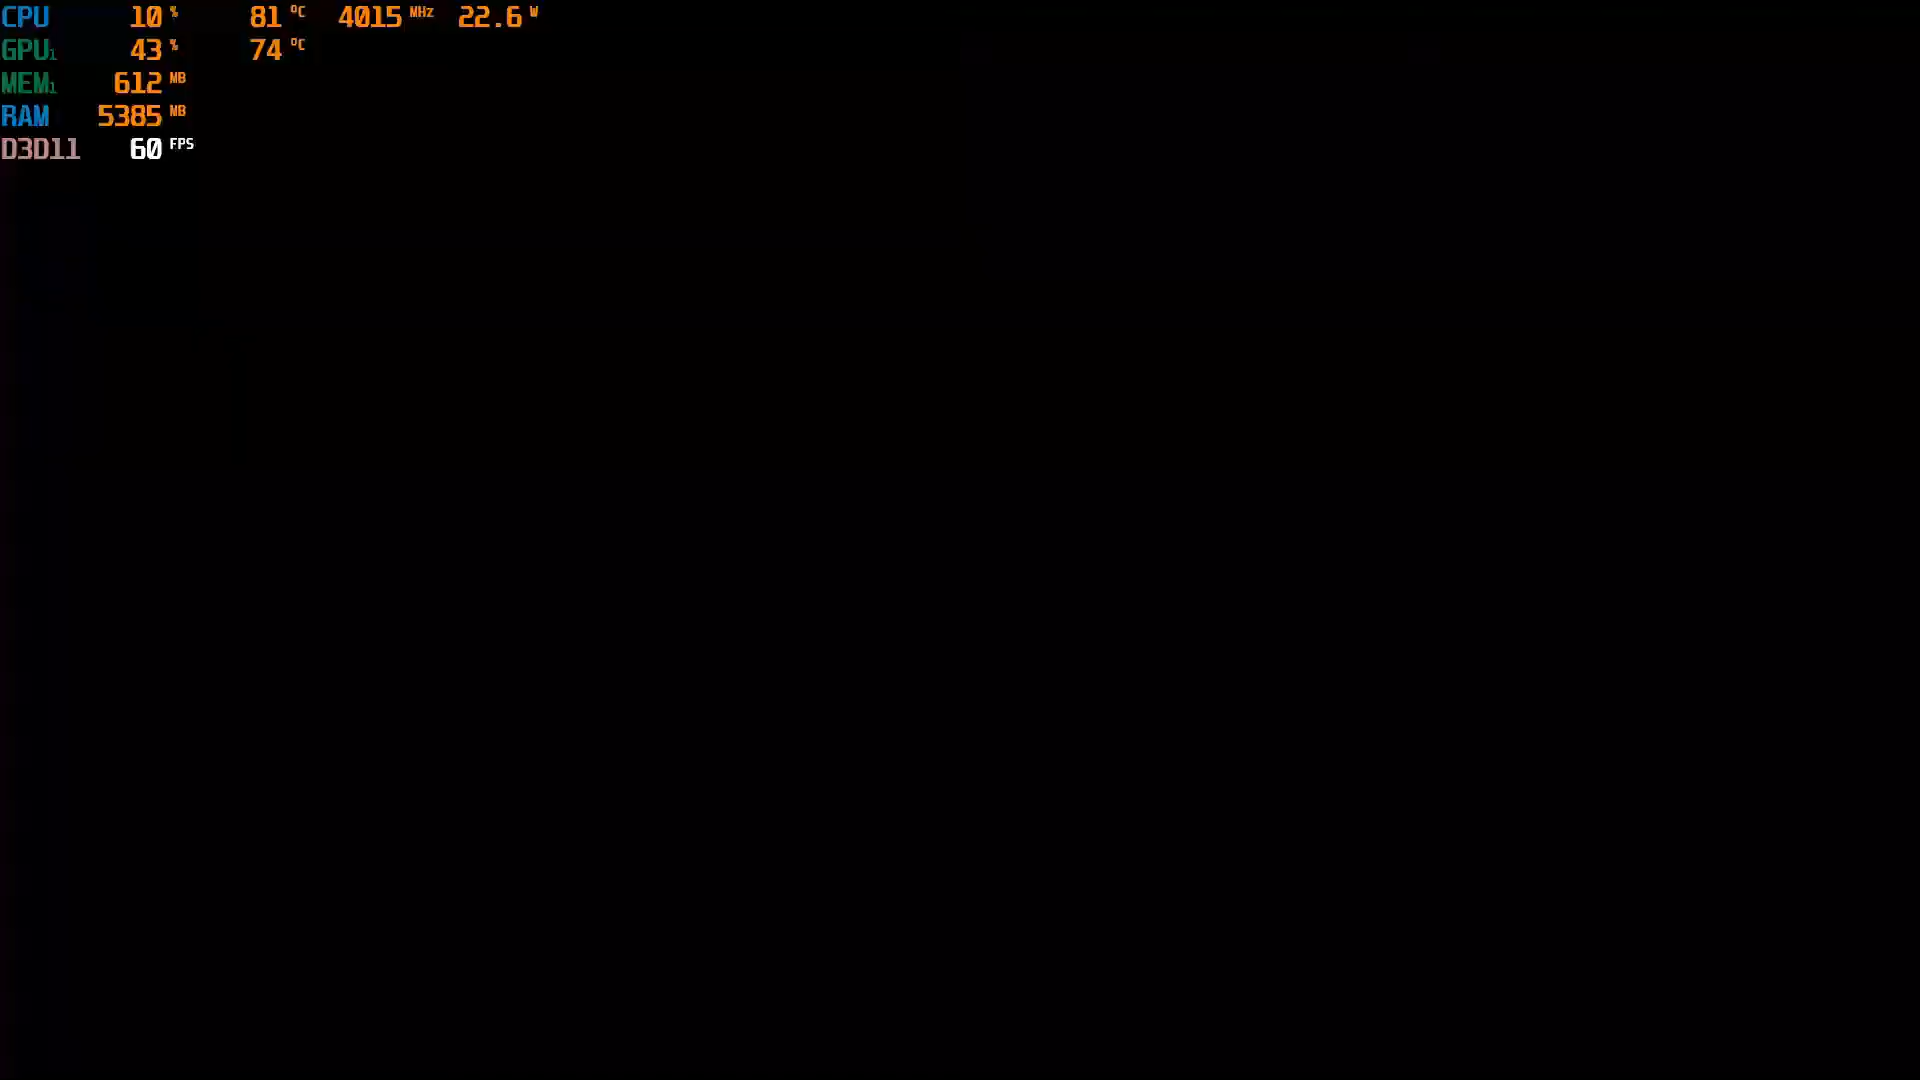 CPU 10 % 81 °C 4015 MHz 22.6 W
GPU1 43 % 74 °C
MEM1 612 MB
RAM 5385 MB
D3D11 60 FPS